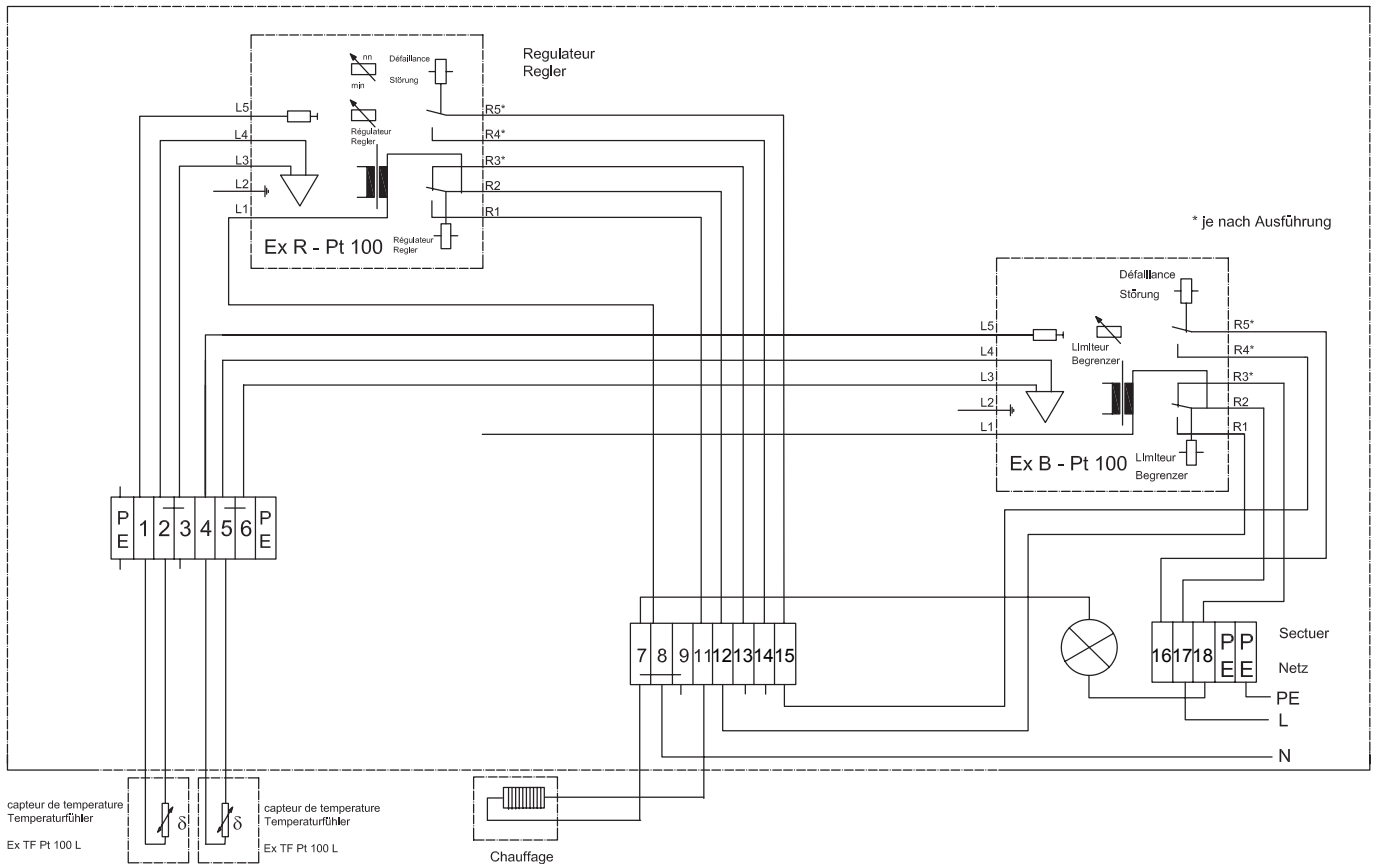 Regulateur
Regler
nn
min
Défaillance
Störung
L5
L4
L3
L2
L1
Régulateur
Regler
R5*
R4*
R3*
R2
R1
Ex R - Pt 100
Régulateur
Regler
* je nach Ausführung
Défaillance
Störung
L5
L4
L3
L2
L1
Limiteur
Begrenzer
R5*
R4*
R3*
R2
R1
Ex B - Pt 100
Limiteur
Begrenzer
PE 1 2 3 4 5 6 PE
7 8 9 11 12 13 14 15
16 17 18 PE PE
Sectuer
Netz
PE
L
N
capteur de temperature
Temperaturfühler
Ex TF Pt 100 L
δ
δ
capteur de temperature
Temperaturfühler
Ex TF Pt 100 L
Chauffage